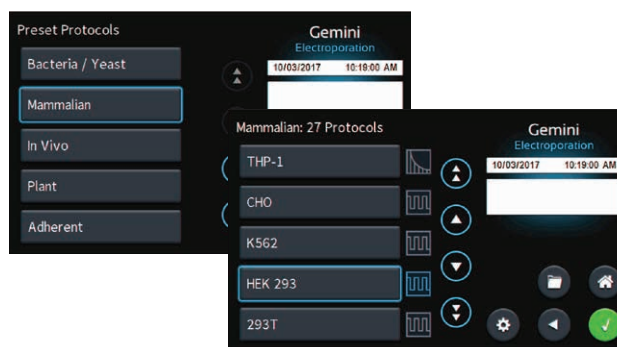 Preset Protocols
Bacteria / Yeast
Mammalian
In Vivo
Plant
Adherent
Gemini
Electroporation
10/03/2017 10:19:00 AM
Mammalian: 27 Protocols
THP-1
CHO
K562
HEK 293
293T
Gemini
Electroporation
10/03/2017 10:19:00 AM